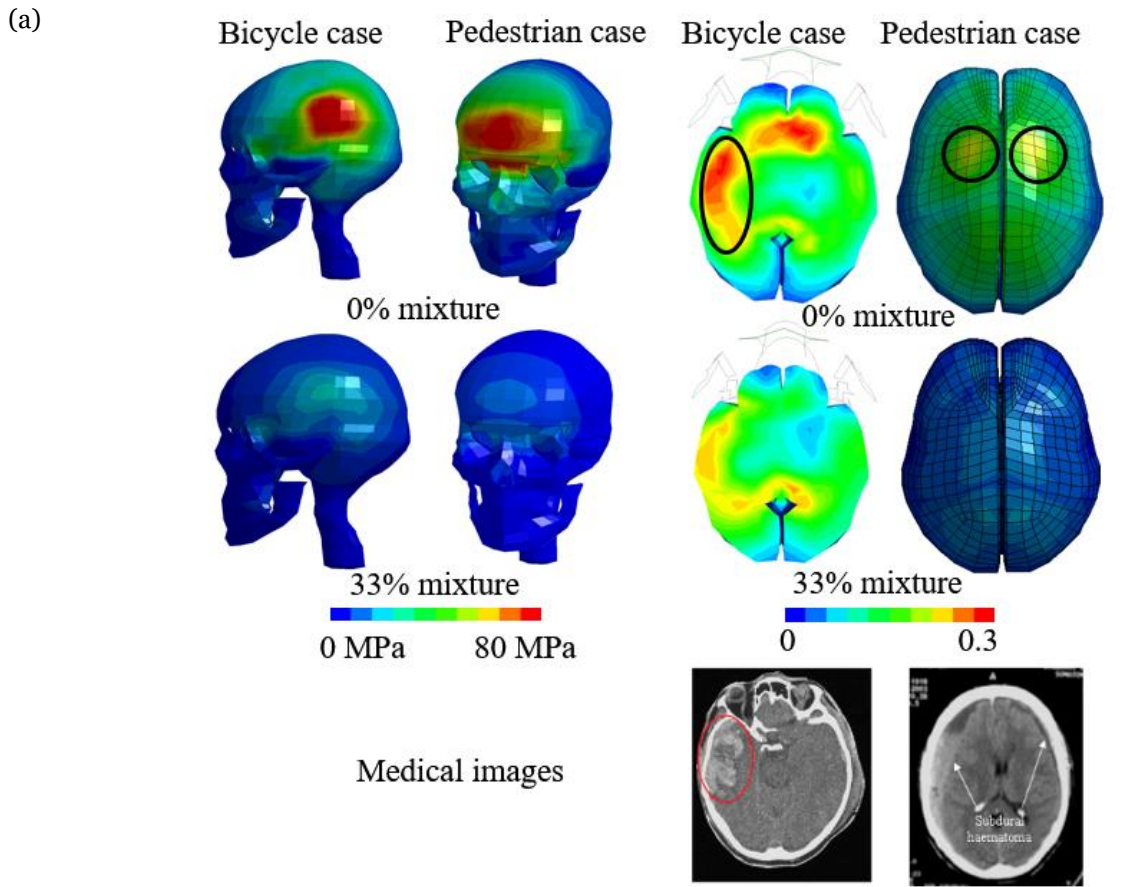 (a)
Bicycle case Pedestrian case Bicycle case Pedestrian case
0% mixture 0% mixture
33% mixture 33% mixture
0 MPa 80 MPa 0 0.3
Medical images
A
Subdural
haematoma